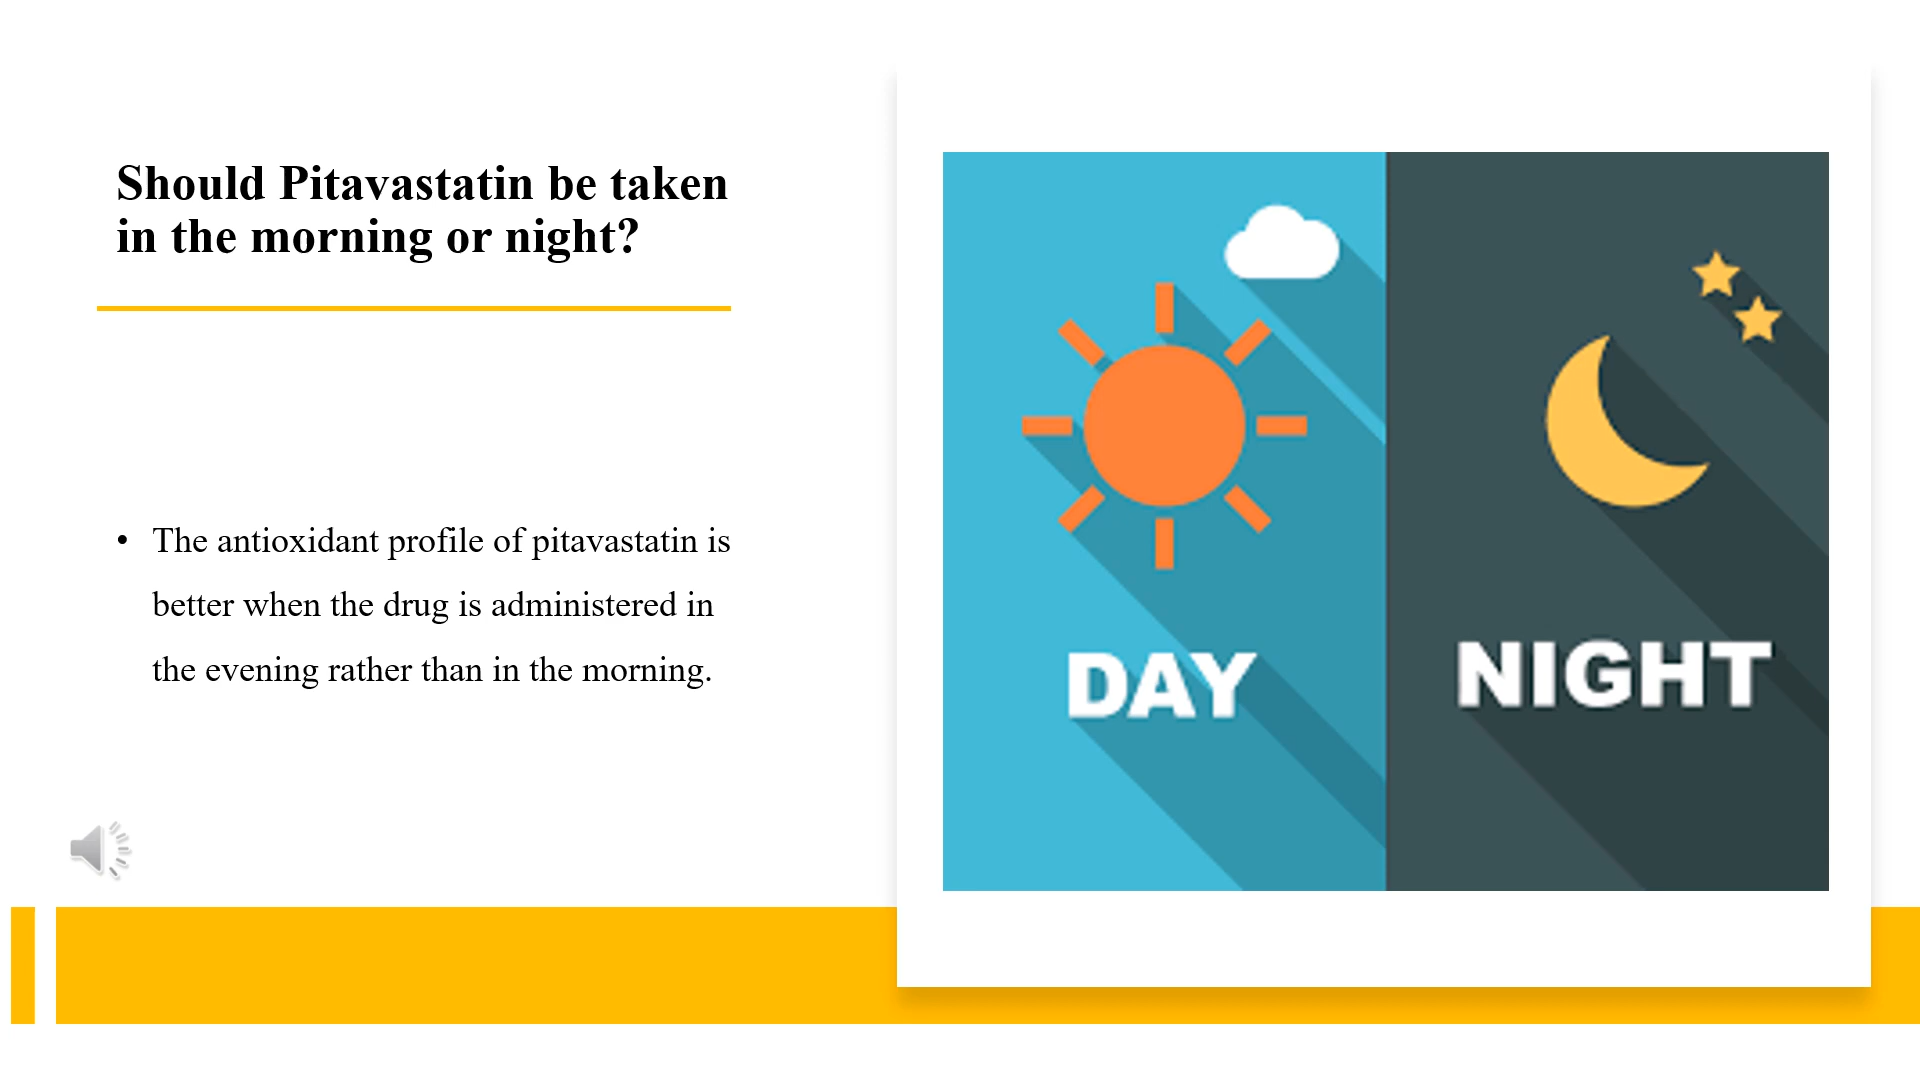 Should Pitavastatin be taken
in the morning or night?
• The antioxidant profile of pitavastatin is
better when the drug is administered in
the evening rather than in the morning.
DAY
NIGHT